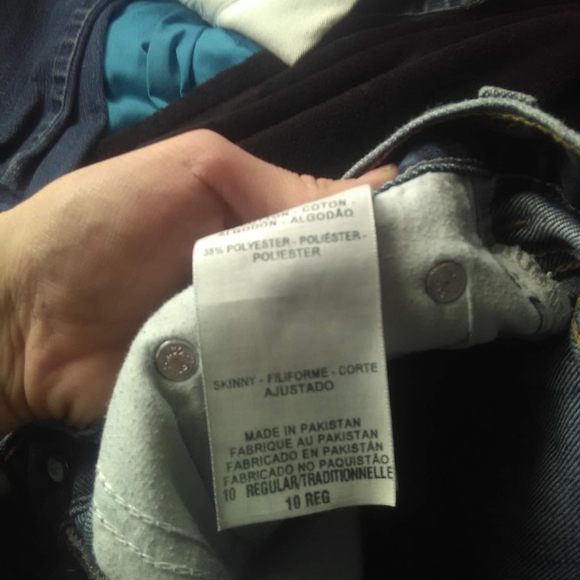 COTON -
ALGODON - ALGODÃO
38% POLYESTER - POLIÉSTER -
POLIESTER
SKINNY - FILIFORME - CORTE
AJUSTADO
MADE IN PAKISTAN
FABRIQUE AU PAKISTAN
FABRICADO EN PAKISTAN
FABRICADO NO PAQUISTÃO
10 REGULAR/TRADITIONNELLE
10 REG